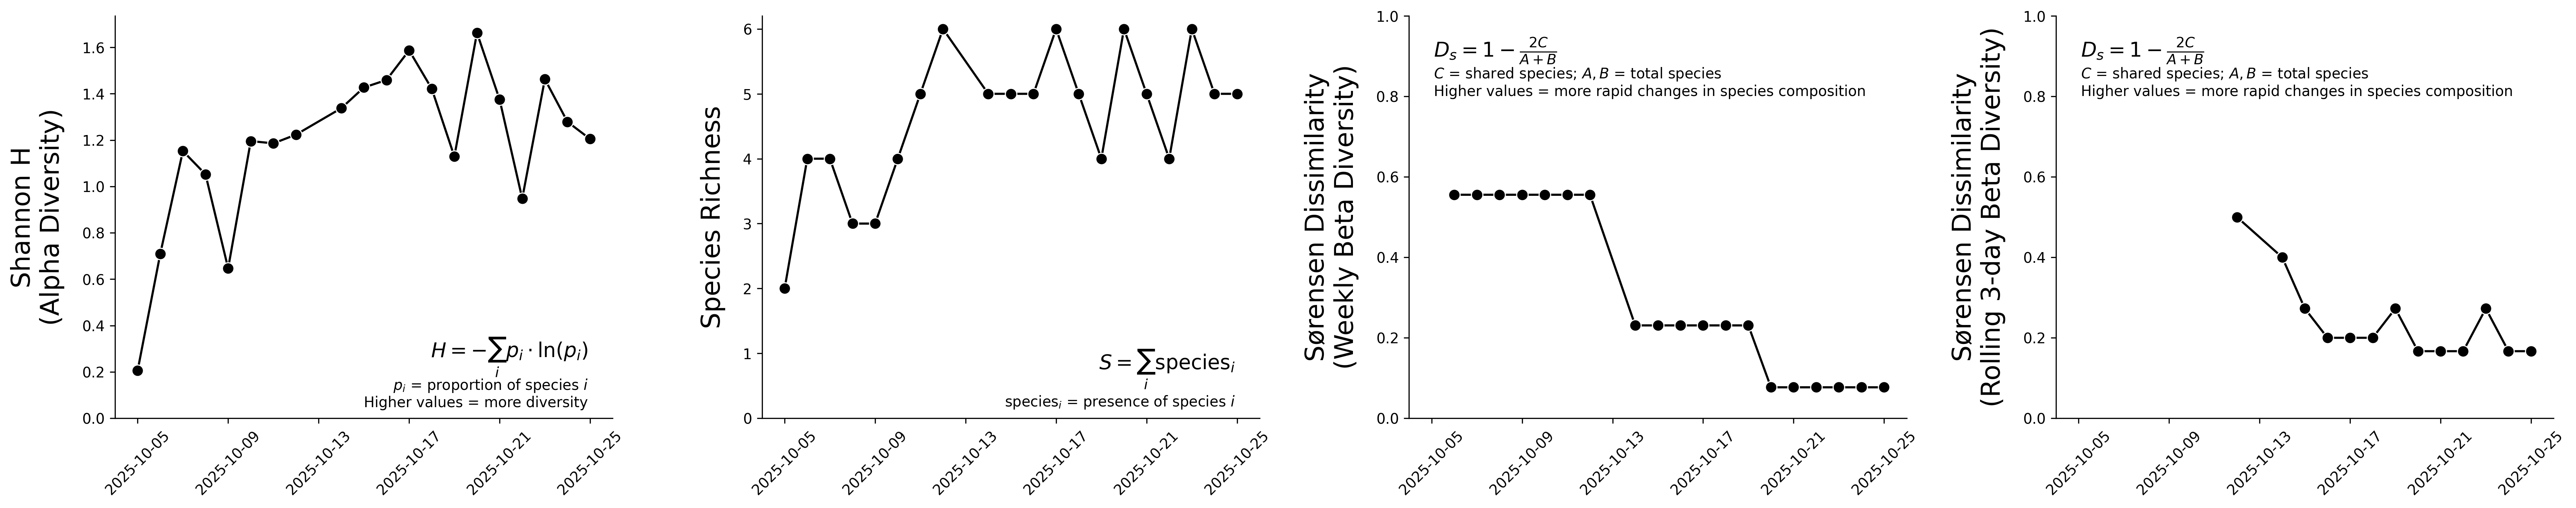 Shannon H
(Alpha Diversity)
1.6
1.4
1.2
1.0
0.8
0.6
0.4
0.2
0.0
H = −∑ᵢ pᵢ · ln(pᵢ)
pᵢ = proportion of species i
Higher values = more diversity
2025-10-05
2025-10-09
2025-10-13
2025-10-17
2025-10-21
2025-10-25
Species Richness
6
5
4
3
2
1
0
S = ∑ᵢ speciesᵢ
speciesᵢ = presence of species i
2025-10-05
2025-10-09
2025-10-13
2025-10-17
2025-10-21
2025-10-25
Sørensen Dissimilarity
(Weekly Beta Diversity)
1.0
0.8
0.6
0.4
0.2
0.0
Dₛ = 1 − 2C/(A + B)
C = shared species; A, B = total species
Higher values = more rapid changes in species composition
2025-10-05
2025-10-09
2025-10-13
2025-10-17
2025-10-21
2025-10-25
Sørensen Dissimilarity
(Rolling 3-day Beta Diversity)
1.0
0.8
0.6
0.4
0.2
0.0
Dₛ = 1 − 2C/(A + B)
C = shared species; A, B = total species
Higher values = more rapid changes in species composition
2025-10-05
2025-10-09
2025-10-13
2025-10-17
2025-10-21
2025-10-25